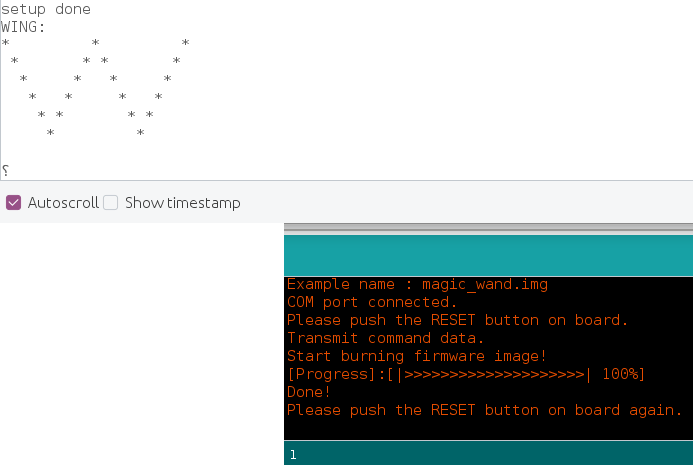 setup done
WING:
*         *         *
 *       * *       *
  *     *   *     *
   *   *     *   *
    * *       * *
     *         *
⸮
Autoscroll Show timestamp
Example name : magic_wand.img
COM port connected.
Please push the RESET button on board.
Transmit command data.
Start burning firmware image!
[Progress]:[|>>>>>>>>>>>>>>>>>>>>| 100%]
Done!
Please push the RESET button on board again.
1